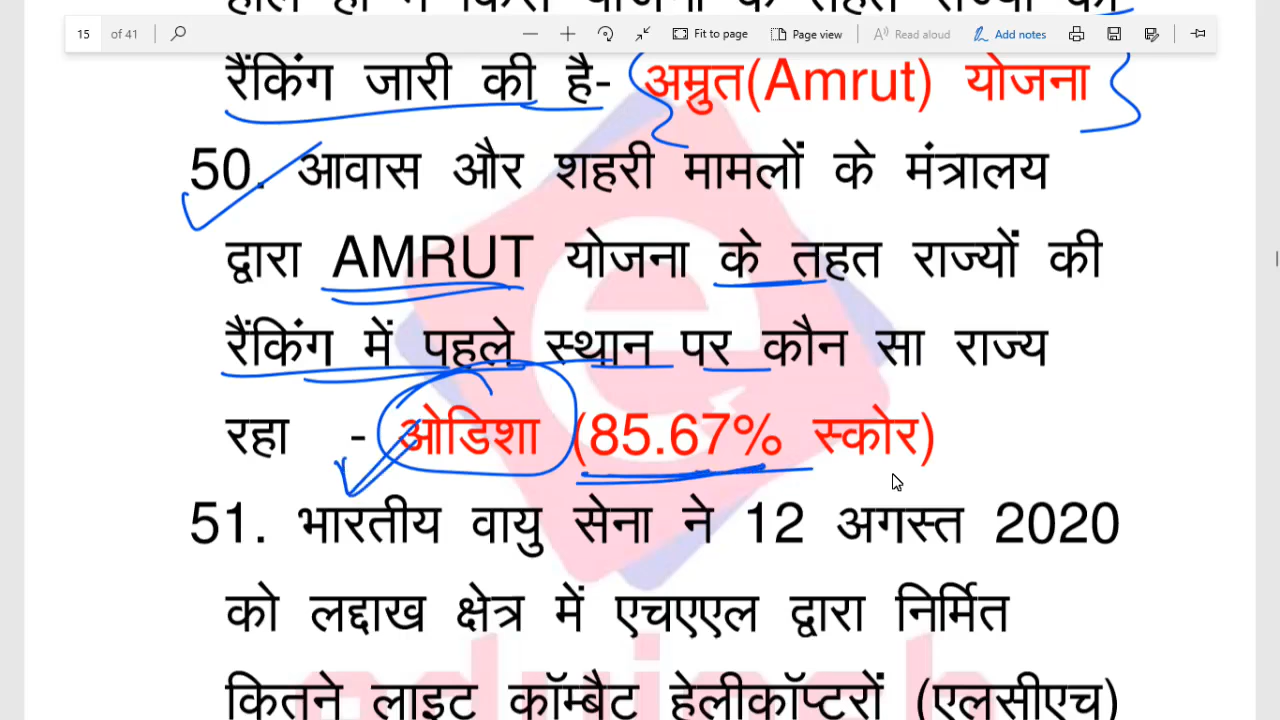 हाल ही में किस योजना के तहत राज्यों की
15 of 41 Fit to page Page view Read aloud Add notes
रैंकिंग जारी की है- अम्रुत(Amrut) योजना
50. आवास और शहरी मामलों के मंत्रालय
द्वारा AMRUT योजना के तहत राज्यों की
रैंकिंग में पहले स्थान पर कौन सा राज्य
रहा - ओडिशा (85.67% स्कोर)
51. भारतीय वायु सेना ने 12 अगस्त 2020
को लद्दाख क्षेत्र में एचएएल द्वारा निर्मित
कितने लाइट कॉम्बैट हेलीकॉप्टरों (एलसीएच)